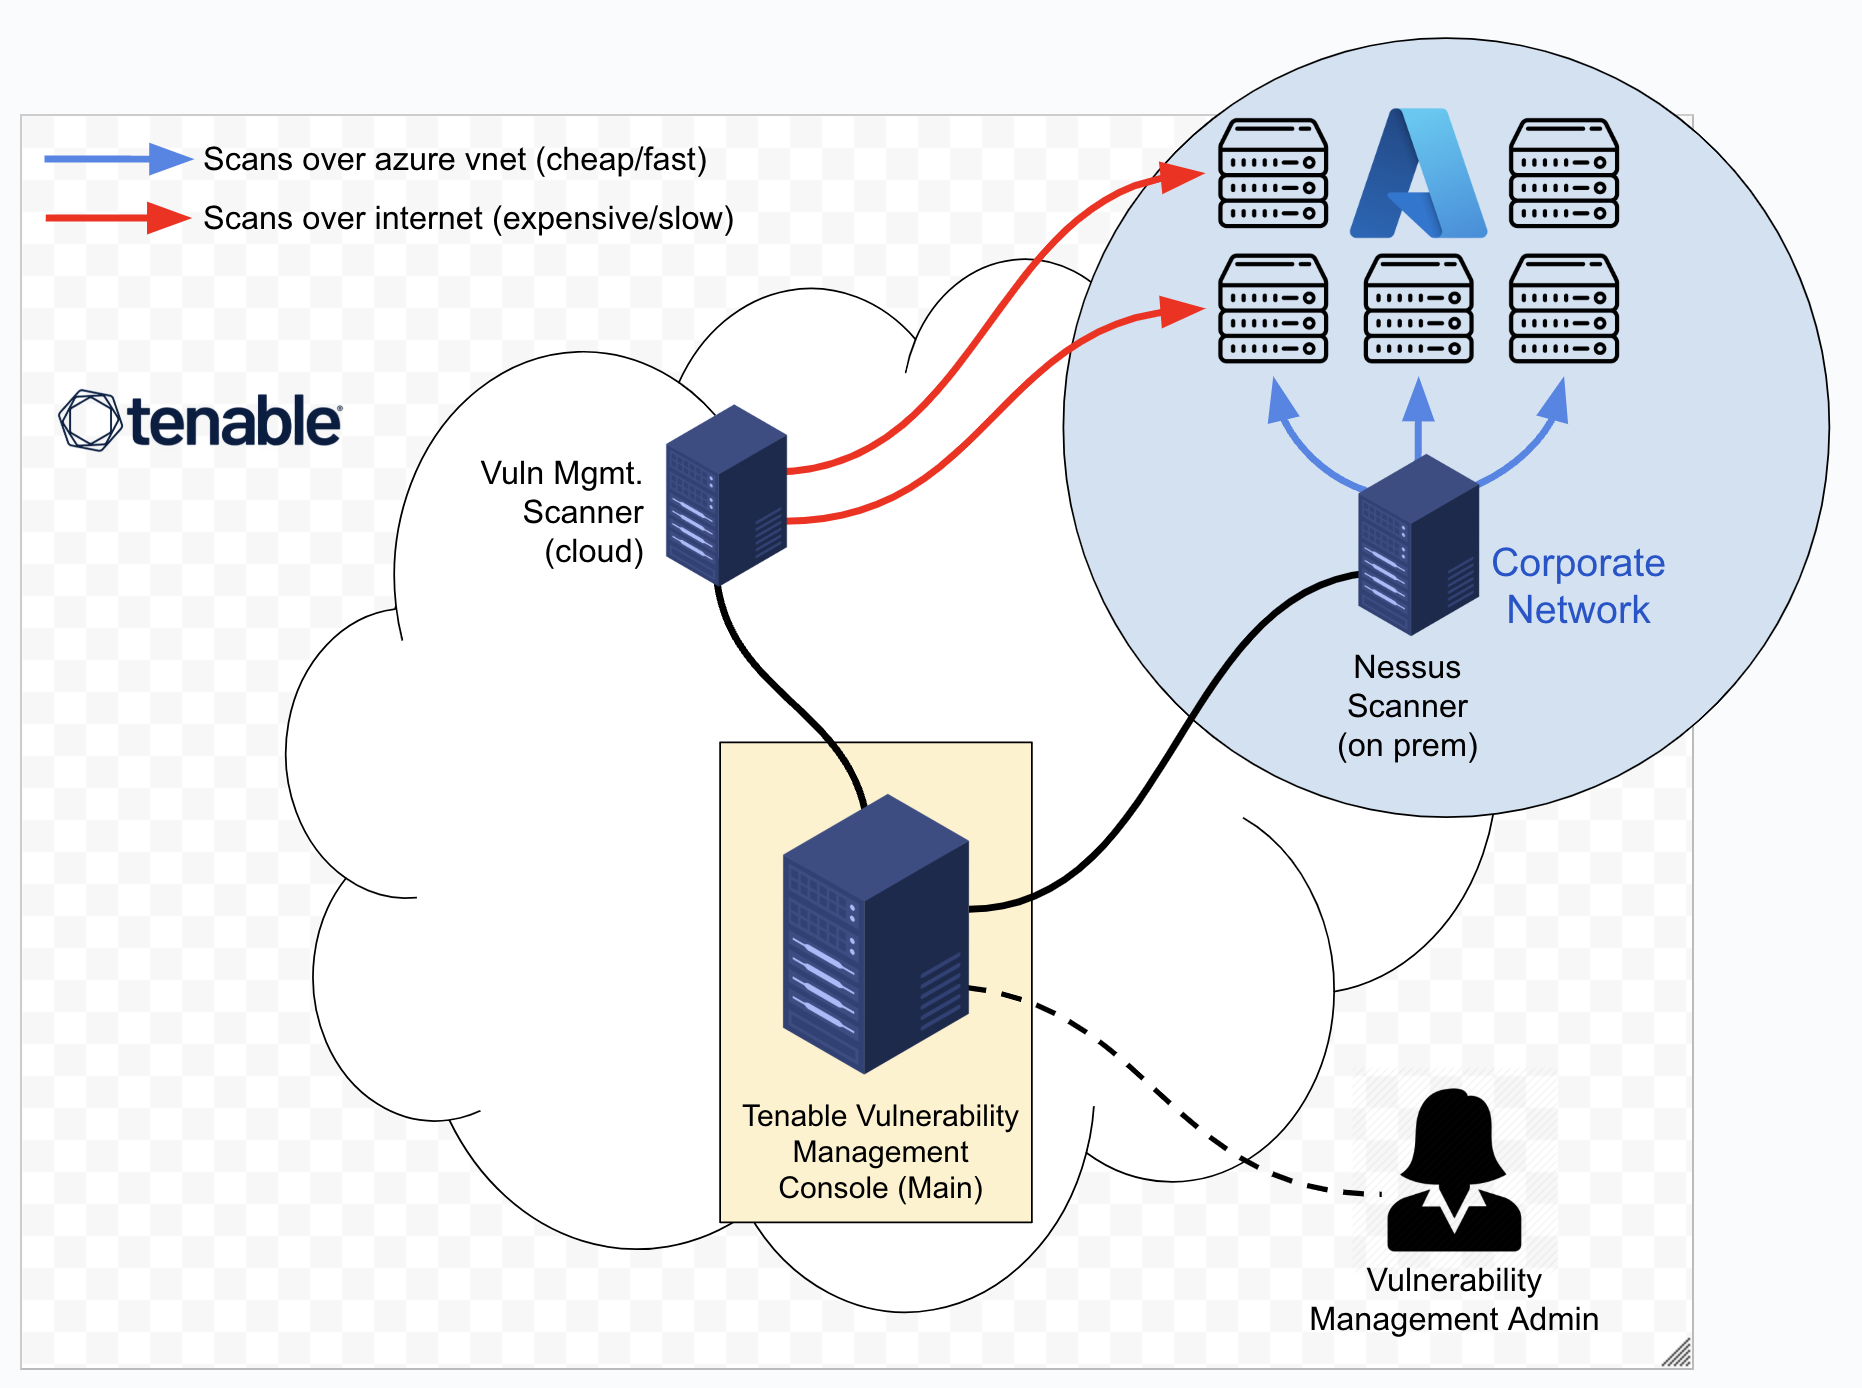 Scans over azure vnet (cheap/fast)
Scans over internet (expensive/slow)
tenable®
Vuln Mgmt.
Scanner
(cloud)
Corporate
Network
Nessus
Scanner
(on prem)
Tenable Vulnerability
Management
Console (Main)
Vulnerability
Management Admin